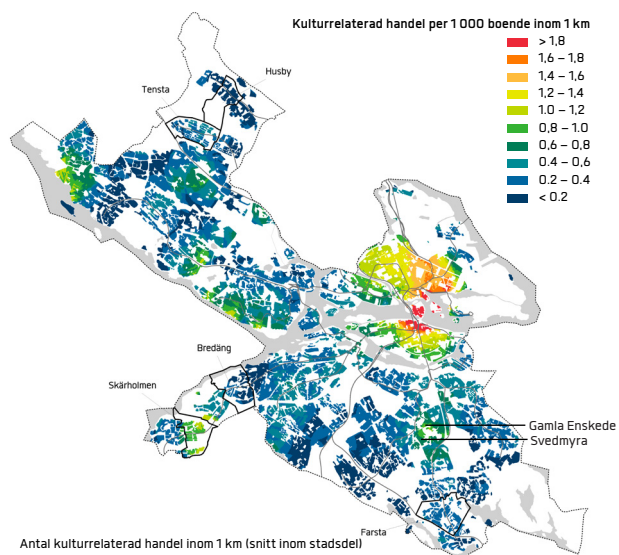 Kulturrelaterad handel per 1 000 boende inom 1 km
> 1,8
1,6 – 1,8
1,4 – 1,6
1,2 – 1,4
1.0 – 1,2
0,8 – 1.0
0,6 – 0,8
0.4 – 0,6
0.2 – 0.4
< 0.2
Husby
Tensta
Bredäng
Skärholmen
Gamla Enskede
Svedmyra
Farsta
Antal kulturrelaterad handel inom 1 km (snitt inom stadsdel)